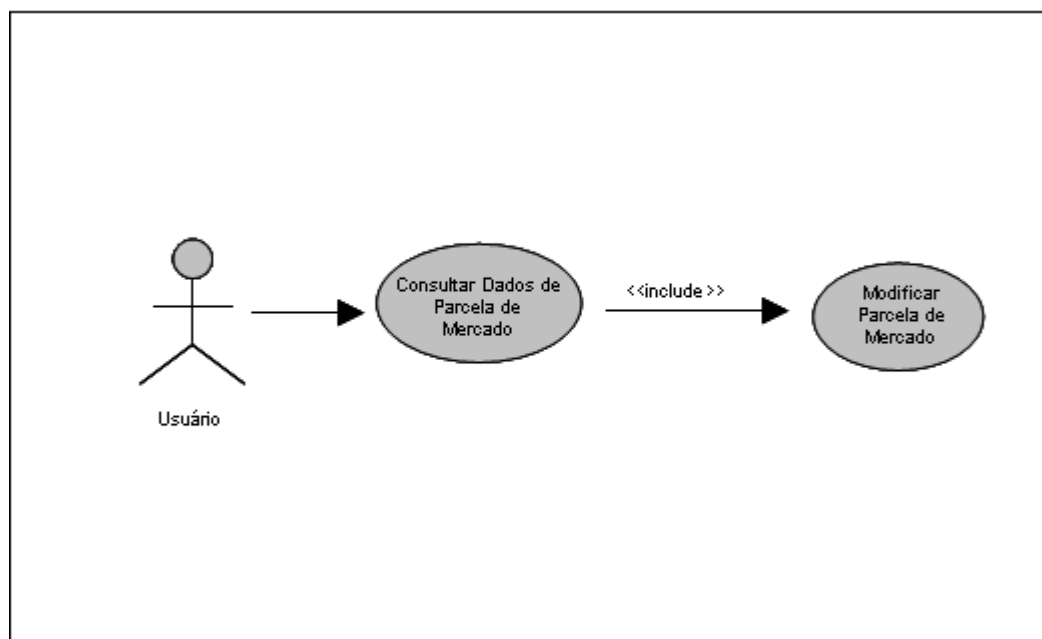 Usuário
Consultar Dados de
Parcela de
Mercado
<<include>>
Modificar
Parcela de
Mercado